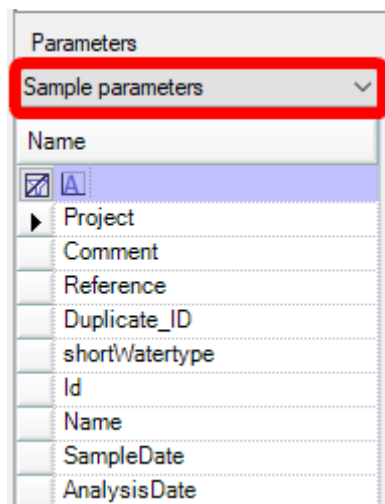 Parameters
Sample parameters
Name
A
Project
Comment
Reference
Duplicate_ID
shortWatertype
Id
Name
SampleDate
AnalysisDate